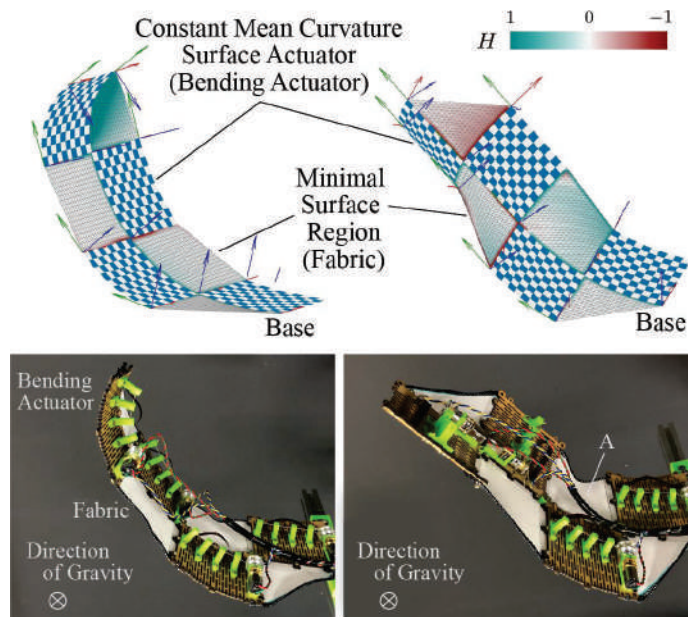 Constant Mean Curvature
Surface Actuator
(Bending Actuator)
H
1
0
-1
Minimal
Surface
Region
(Fabric)
Base
Base
Bending
Actuator
Fabric
Direction
of Gravity
A
Direction
of Gravity